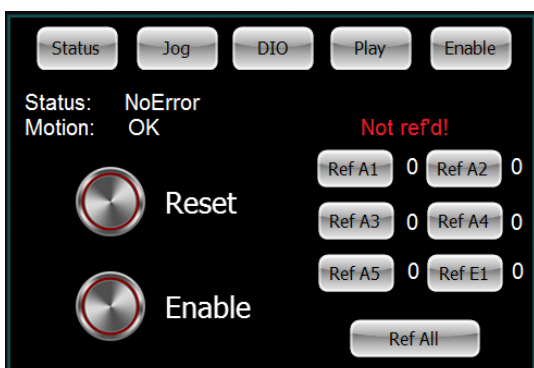 Status Jog DIO Play Enable
Status: NoError
Motion: OK
Not ref'd!
Ref A1 0 Ref A2 0
Reset
Ref A3 0 Ref A4 0
Ref A5 0 Ref E1 0
Enable
Ref All